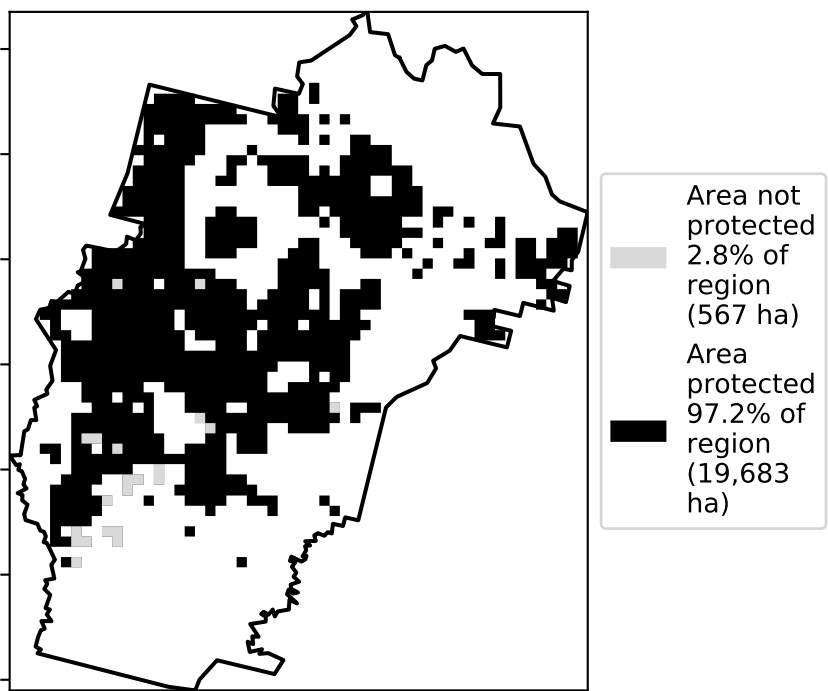 Area not
protected
2.8% of
region
(567 ha)
Area
protected
97.2% of
region
(19,683
ha)